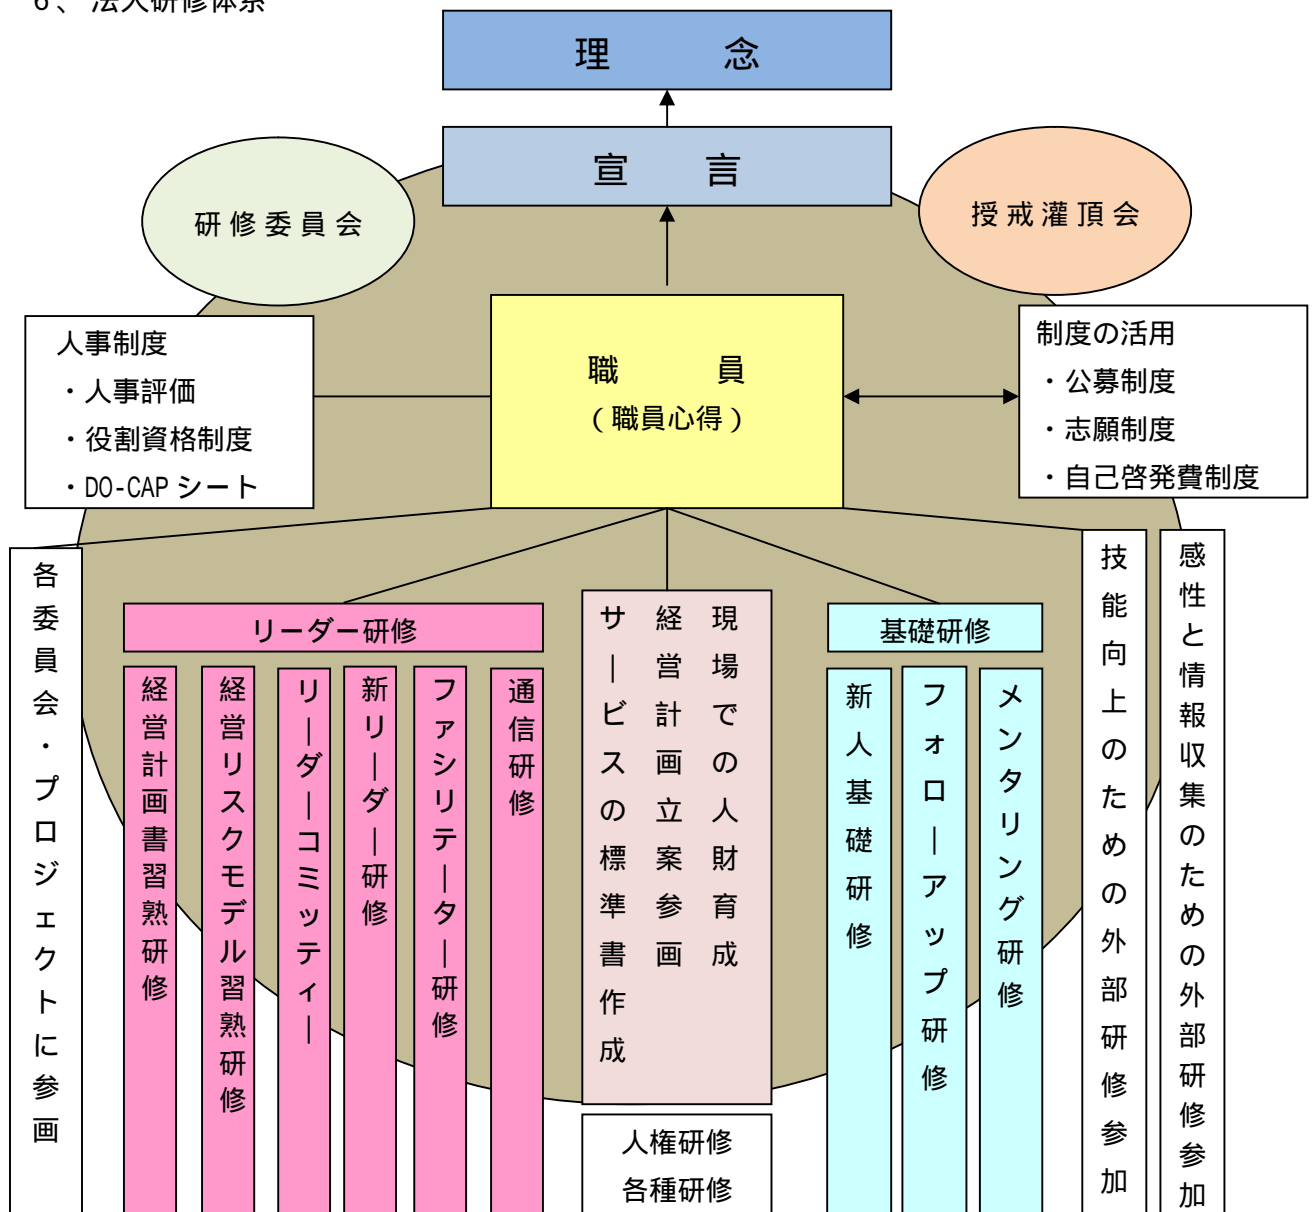 6、 法人研修体系
理念
宣言
研修委員会
授戒灌頂会
人事制度
・人事評価
・役割資格制度
・DO-CAP シート
職員
(職員心得)
制度の活用
・公募制度
・志願制度
・自己啓発費制度
各委員会・プロジェクトに参画
リーダー研修
経営計画書習熟研修
経営リスクモデル習熟研修
リーダーコミッティー
新リーダー研修
ファシリテーター研修
通信研修
現場での人財育成
経営計画立案参画
サービスの標準書作成
人権研修
各種研修
基礎研修
新人基礎研修
フォローアップ研修
メンタリング研修
技能向上のための外部研修参加
感性と情報収集のための外部研修参加